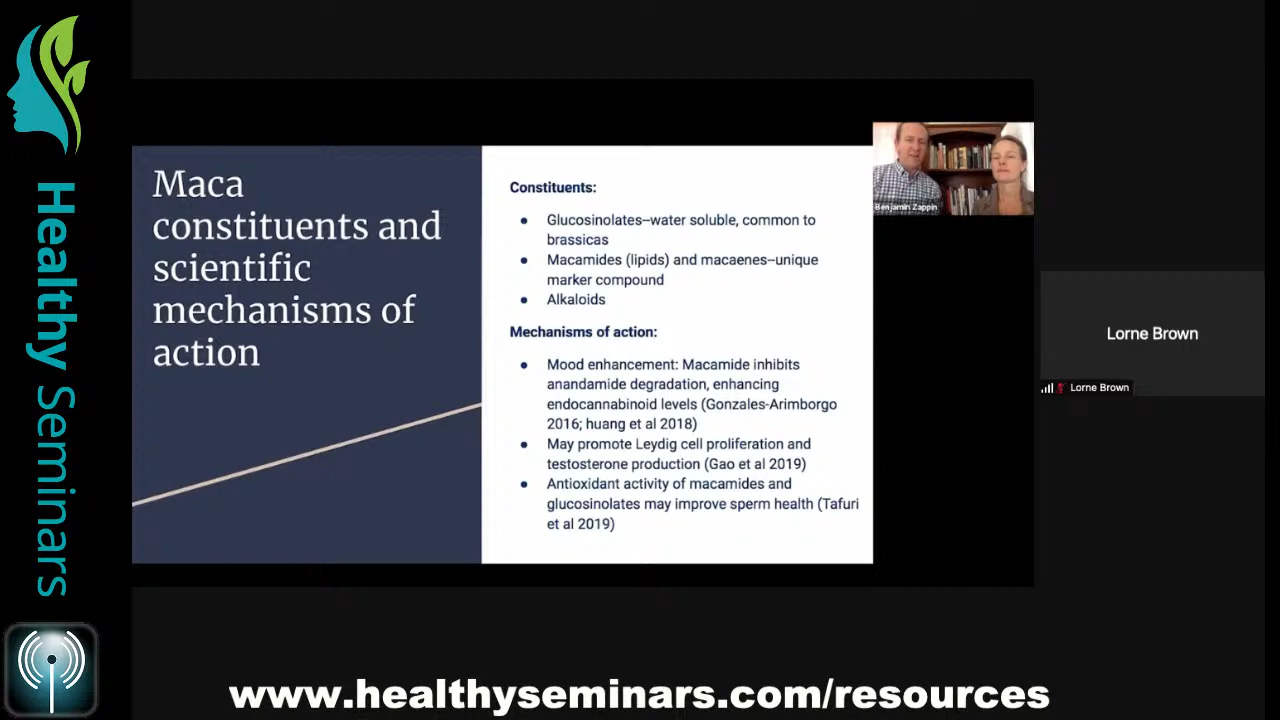 Healthy Seminars
Maca
constituents and
scientific
mechanisms of
action
Constituents:
● Glucosinolates--water soluble, common to
brassicas
● Macamides (lipids) and macaenes--unique
marker compound
● Alkaloids
Mechanisms of action:
● Mood enhancement: Macamide inhibits
anandamide degradation, enhancing
endocannabinoid levels (Gonzales-Arimborgo
2016; huang et al 2018)
● May promote Leydig cell proliferation and
testosterone production (Gao et al 2019)
● Antioxidant activity of macamides and
glucosinolates may improve sperm health (Tafuri
et al 2019)
Benjamin Zappin
Lorne Brown
Lorne Brown
www.healthyseminars.com/resources